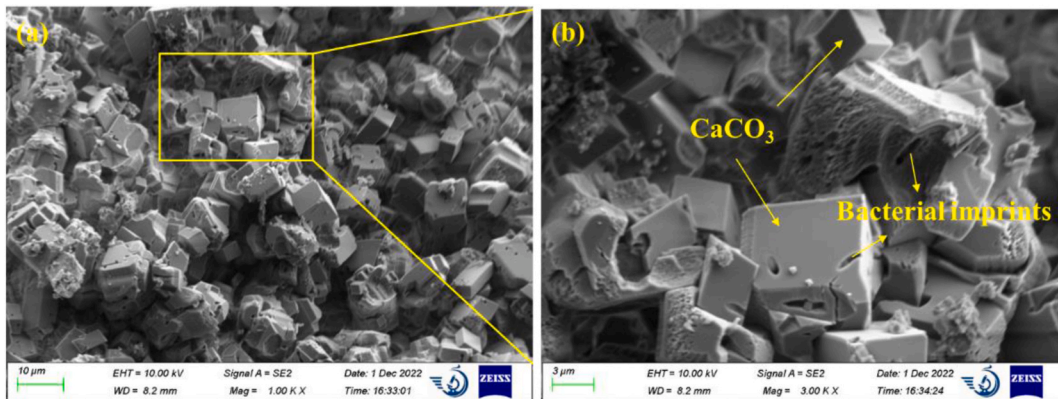 (a)
10 µm
EHT = 10.00 kV
WD = 8.2 mm
Signal A = SE2
Mag = 1.00 K X
Date: 1 Dec 2022
Time: 16:33:01
ZEISS
(b)
CaCO₃
Bacterial imprints
3 µm
EHT = 10.00 kV
WD = 8.2 mm
Signal A = SE2
Mag = 3.00 K X
Date: 1 Dec 2022
Time: 16:34:24
ZEISS